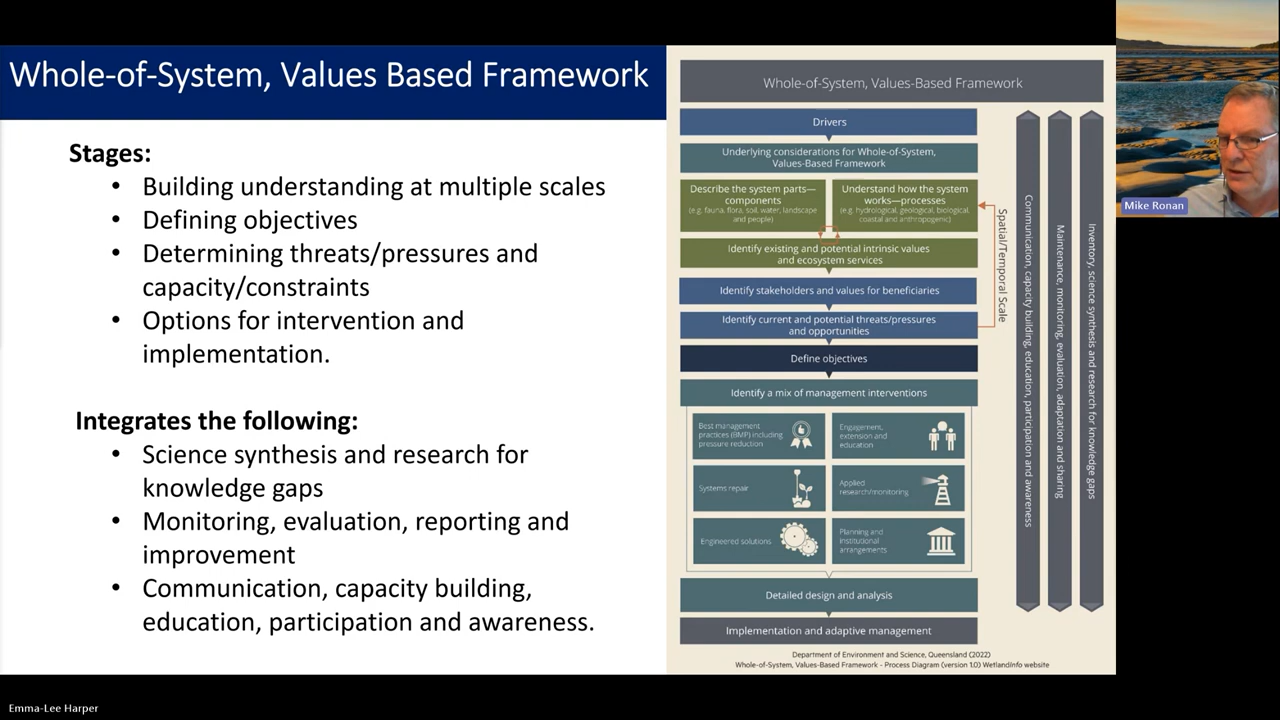 Whole-of-System, Values Based Framework
Stages:
• Building understanding at multiple scales
• Defining objectives
• Determining threats/pressures and
capacity/constraints
• Options for intervention and
implementation.
Integrates the following:
• Science synthesis and research for
knowledge gaps
• Monitoring, evaluation, reporting and
improvement
• Communication, capacity building,
education, participation and awareness.
Whole-of-System, Values-Based Framework
Drivers
Underlying considerations for Whole-of-System,
Values-Based Framework
Describe the system parts—
components
(e.g. fauna, flora, soil, water, landscape
and people)
Understand how the system
works—processes
(e.g. hydrological, geological, biological,
coastal and anthropogenic)
Identify existing and potential intrinsic values
and ecosystem services
Identify stakeholders and values for beneficiaries
Identify current and potential threats/pressures
and opportunities
Define objectives
Identify a mix of management interventions
Best management
practices (BMP) including
pressure reduction
Engagement,
extension and
education
Systems repair
Applied
research/monitoring
Engineered solutions
Planning and
institutional
arrangements
Detailed design and analysis
Implementation and adaptive management
Spatial/Temporal Scale
Communication, capacity building, education, participation and awareness
Maintenance, monitoring, evaluation, adaptation and sharing
Inventory, science synthesis and research for knowledge gaps
Department of Environment and Science, Queensland (2022)
Whole-of-System, Values-Based Framework - Process Diagram (version 1.0) WetlandInfo website
Mike Ronan
Emma-Lee Harper